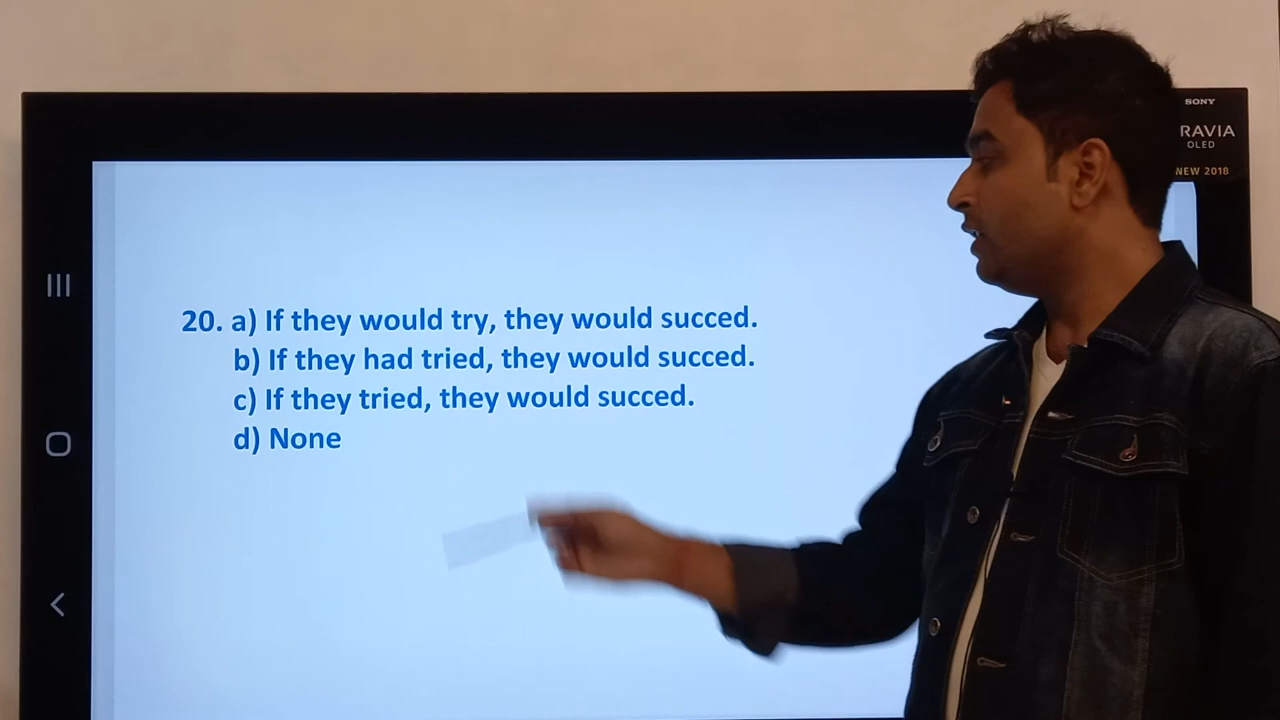 SONY
RAVIA
OLED
NEW 2018
20. a) If they would try, they would succed.
b) If they had tried, they would succed.
c) If they tried, they would succed.
d) None